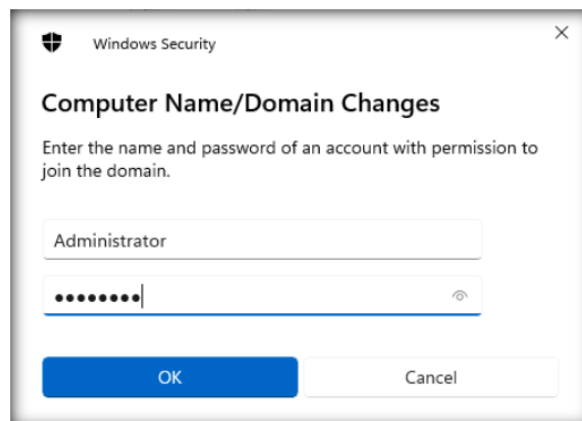 Windows Security
Computer Name/Domain Changes
Enter the name and password of an account with permission to
join the domain.
Administrator
••••••••
OK
Cancel